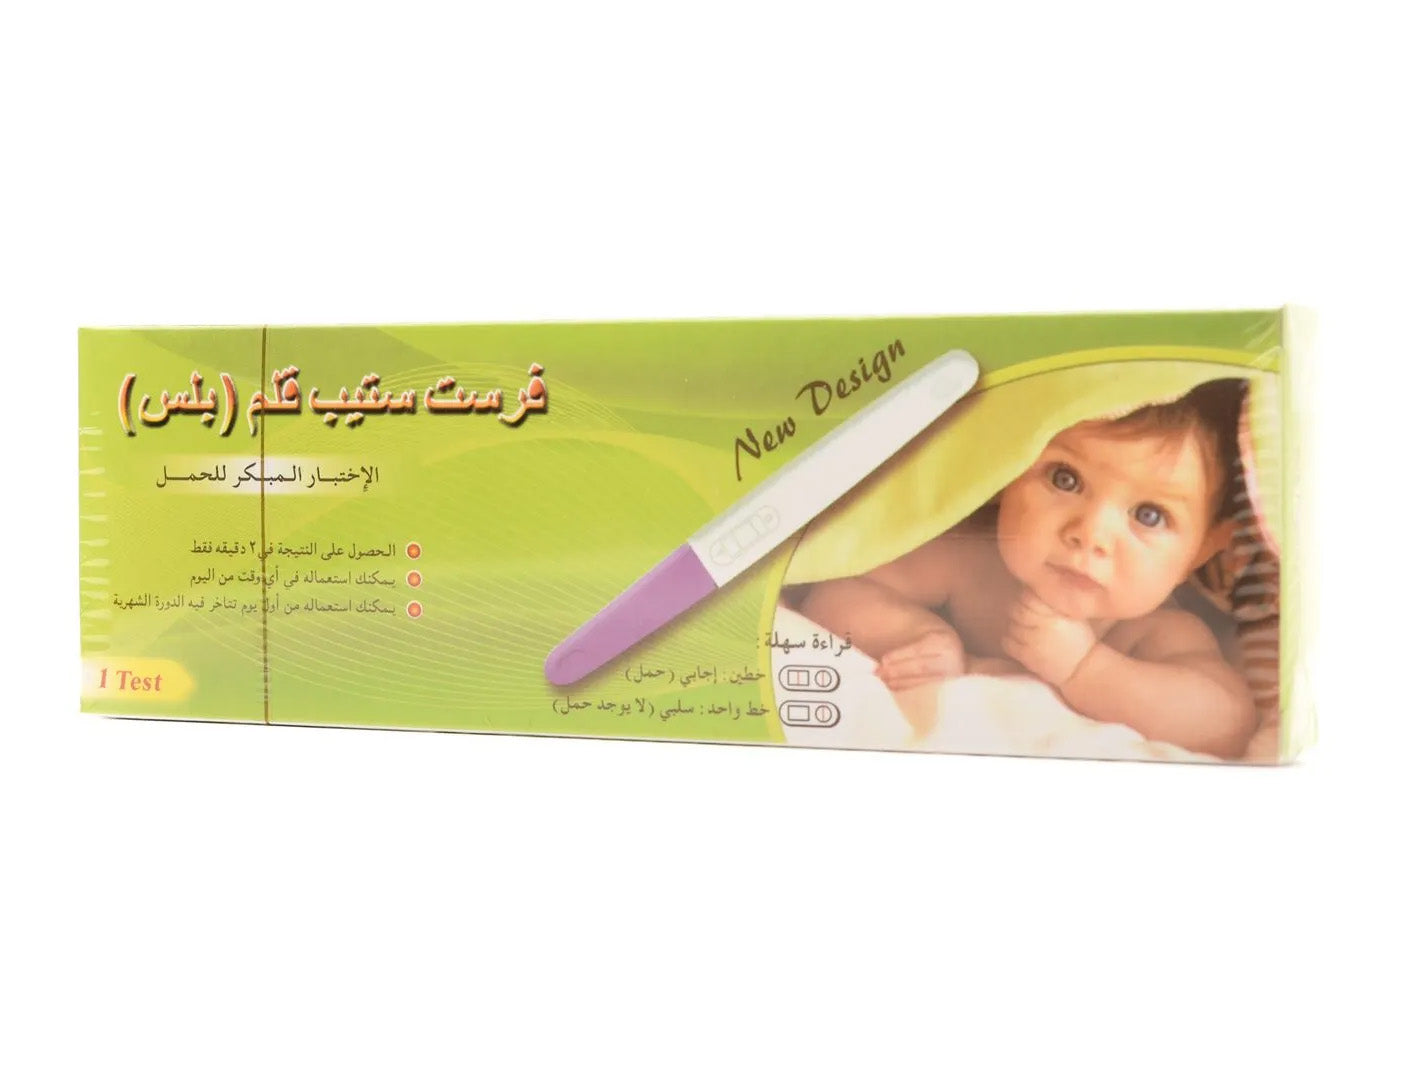 فرست ستيب قلم (بلس)
الإختبار المبكر للحمل
الحصول على النتيجة في ٢ دقيقه فقط
يمكنك استعماله في أي وقت من اليوم
يمكنك استعماله من أول يوم تتاخر فيه الدورة الشهرية
1 Test
New Design
قراءة سهلة :
خطين : إجابي (حمل)
خط واحد : سلبي (لا يوجد حمل)